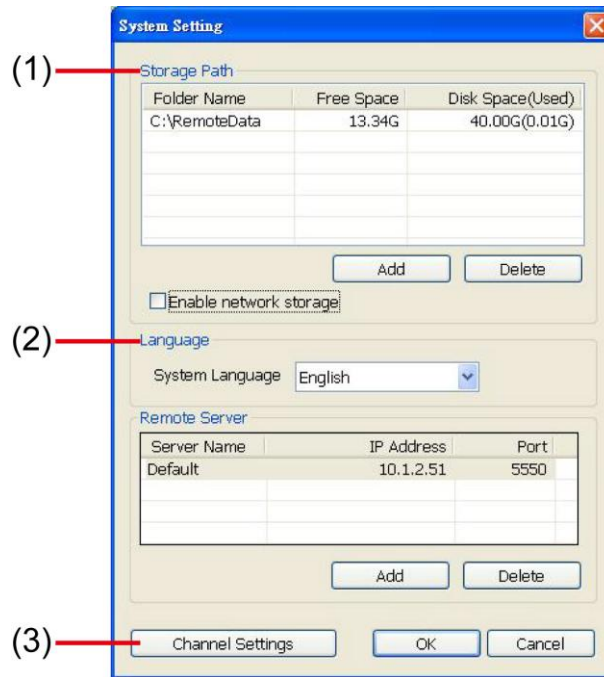 System Setting
(1)
Storage Path
Folder Name Free Space Disk Space(Used)
C:\RemoteData 13.34G 40.00G(0.01G)
Add Delete
Enable network storage
(2)
Language
System Language English
Remote Server
Server Name IP Address Port
Default 10.1.2.51 5550
Add Delete
(3)
Channel Settings OK Cancel